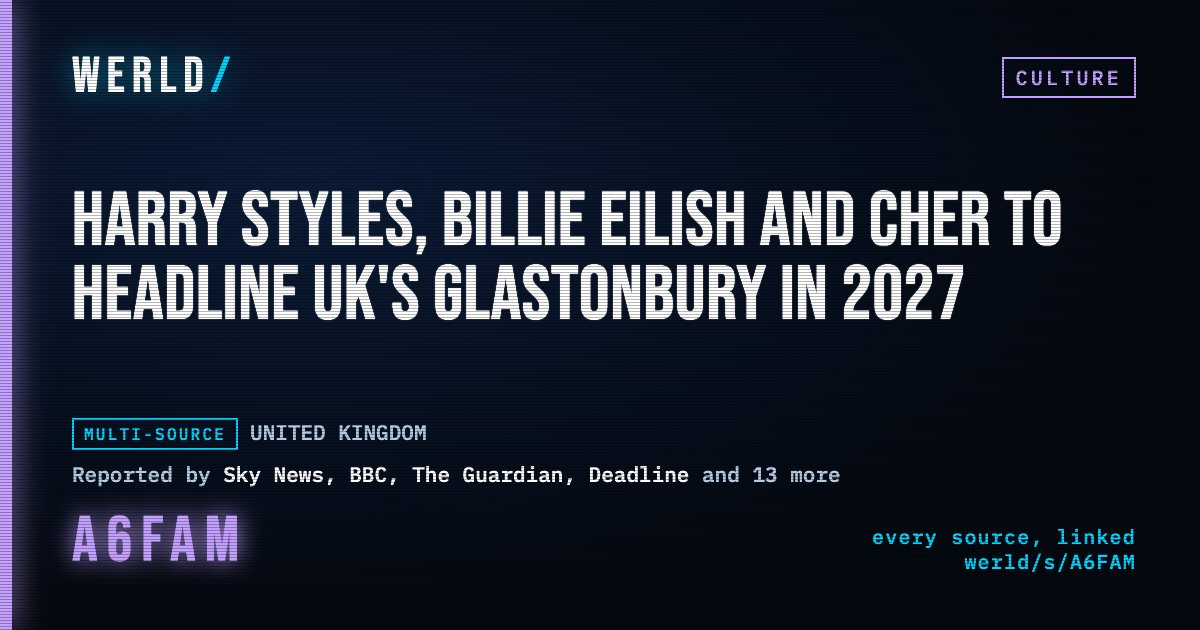 WERLD/
CULTURE
HARRY STYLES, BILLIE EILISH AND CHER TO
HEADLINE UK'S GLASTONBURY IN 2027
MULTI-SOURCE UNITED KINGDOM
Reported by Sky News, BBC, The Guardian, Deadline and 13 more
A6FAM
every source, linked
werld/s/A6FAM